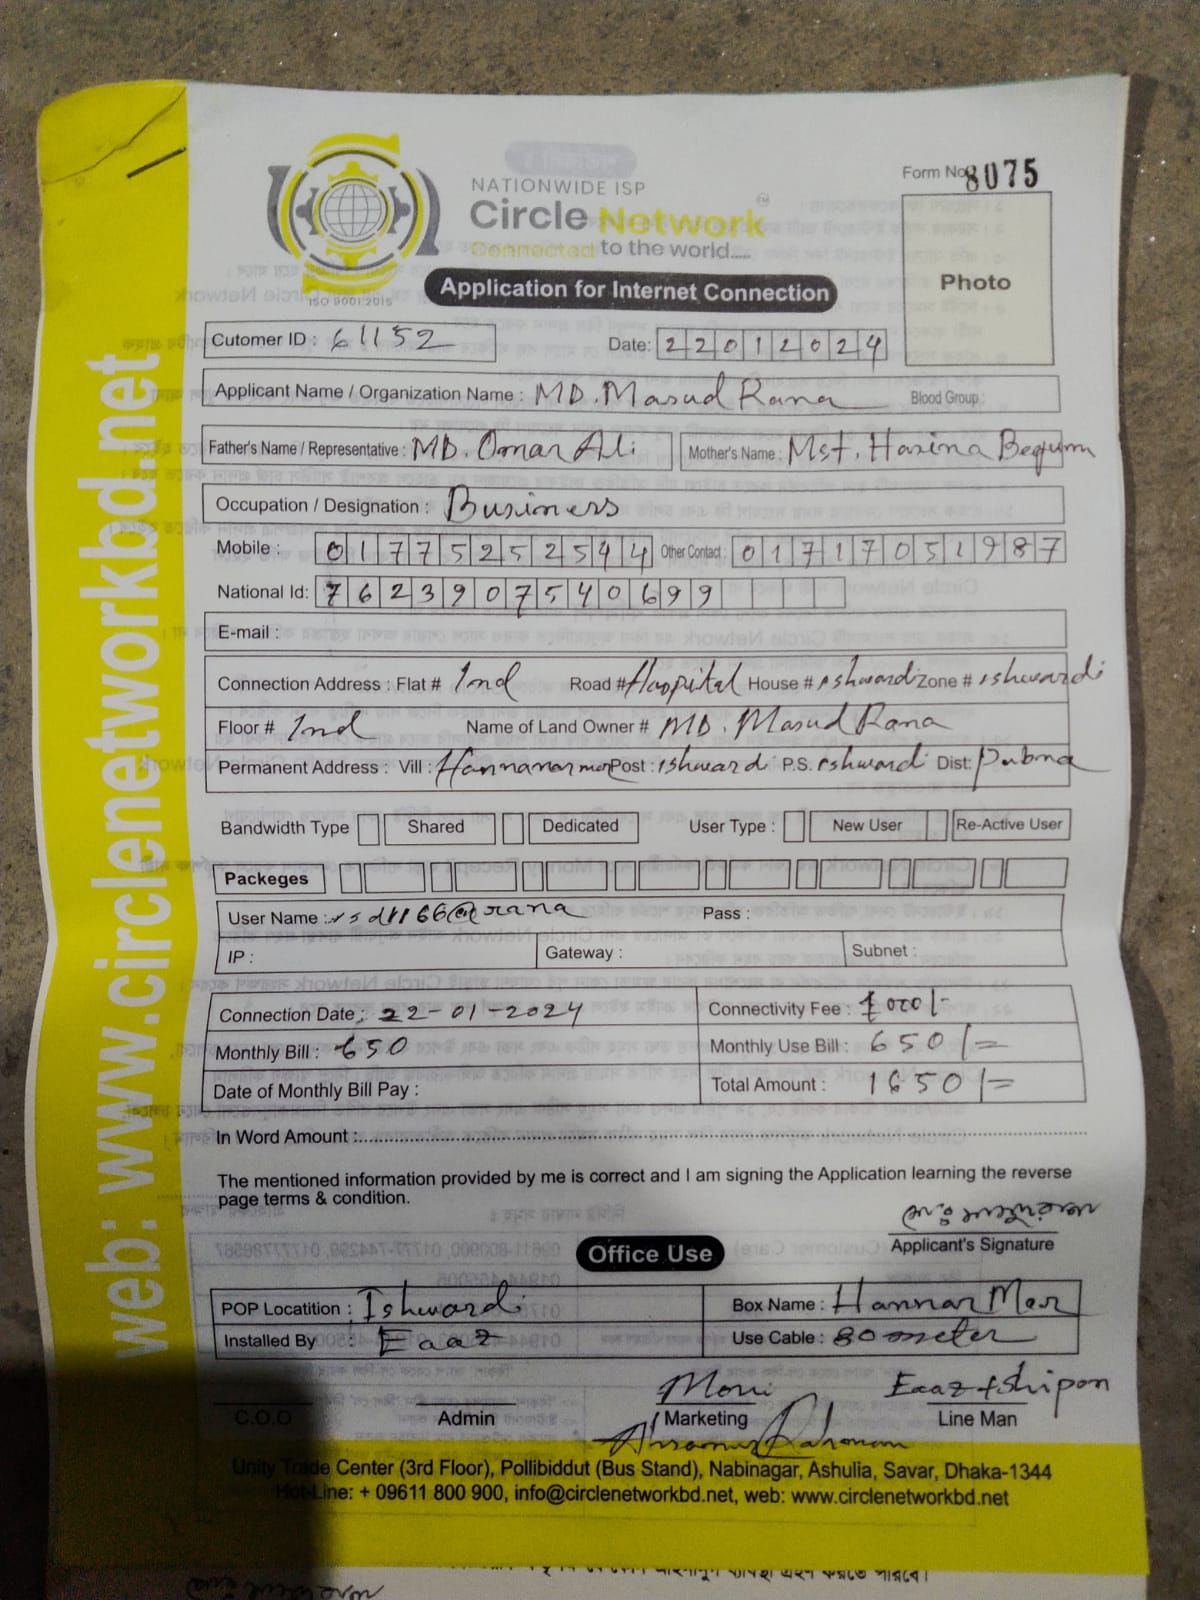 Form No. 8075
NATIONWIDE ISP
Circle Network
Connected to the world.....
ISO 9001:2015
Application for Internet Connection
Photo
Cutomer ID : 61152 Date: 22012024
Applicant Name / Organization Name : MD. Masud Rana Blood Group :
Father's Name / Representative : MD. Omar Ali Mother's Name : Mst. Hasina Begum
Occupation / Designation : Business
Mobile : 01775252544 Other Contact : 01717051987
National Id: 7623907540699
E-mail :
Connection Address : Flat # 1nd Road # Hospital House # ishwardi Zone # ishwardi
Floor # 1nd Name of Land Owner # MD. Masud Rana
Permanent Address : Vill : Post : ishwardi P.S. ishwardi Dist: Pabna
Bandwidth Type Shared Dedicated User Type : New User Re-Active User
Packeges
User Name : Pass :
IP : Gateway : Subnet :
Connection Date : 22-01-2024 Connectivity Fee : 1000/-
Monthly Bill : 650 Monthly Use Bill : 650/=
Date of Monthly Bill Pay : Total Amount : 1650/=
In Word Amount :
The mentioned information provided by me is correct and I am signing the Application learning the reverse
page terms & condition.
Applicant's Signature
Office Use
POP Locatition : Ishwardi Box Name : Hannar Mor
Installed By : Eaaz Use Cable : 80 meter
Moni Eaaz + Shipon
C.O.O Admin Marketing Line Man
Unity Trade Center (3rd Floor), Pollibiddut (Bus Stand), Nabinagar, Ashulia, Savar, Dhaka-1344
Hot-Line: + 09611 800 900, info@circlenetworkbd.net, web: www.circlenetworkbd.net
web: www.circlenetworkbd.net